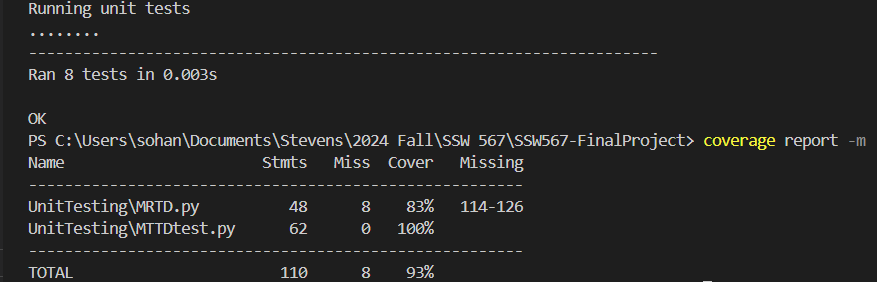 Running unit tests
........
----------------------------------------------------------------------
Ran 8 tests in 0.003s
OK
PS C:\Users\sohan\Documents\Stevens\2024 Fall\SSW 567\SSW567-FinalProject> coverage report -m
Name                     Stmts   Miss  Cover   Missing
------------------------------------------------------
UnitTesting\MRTD.py         48      8    83%   114-126
UnitTesting\MTTDtest.py     62      0   100%
------------------------------------------------------
TOTAL                      110      8    93%